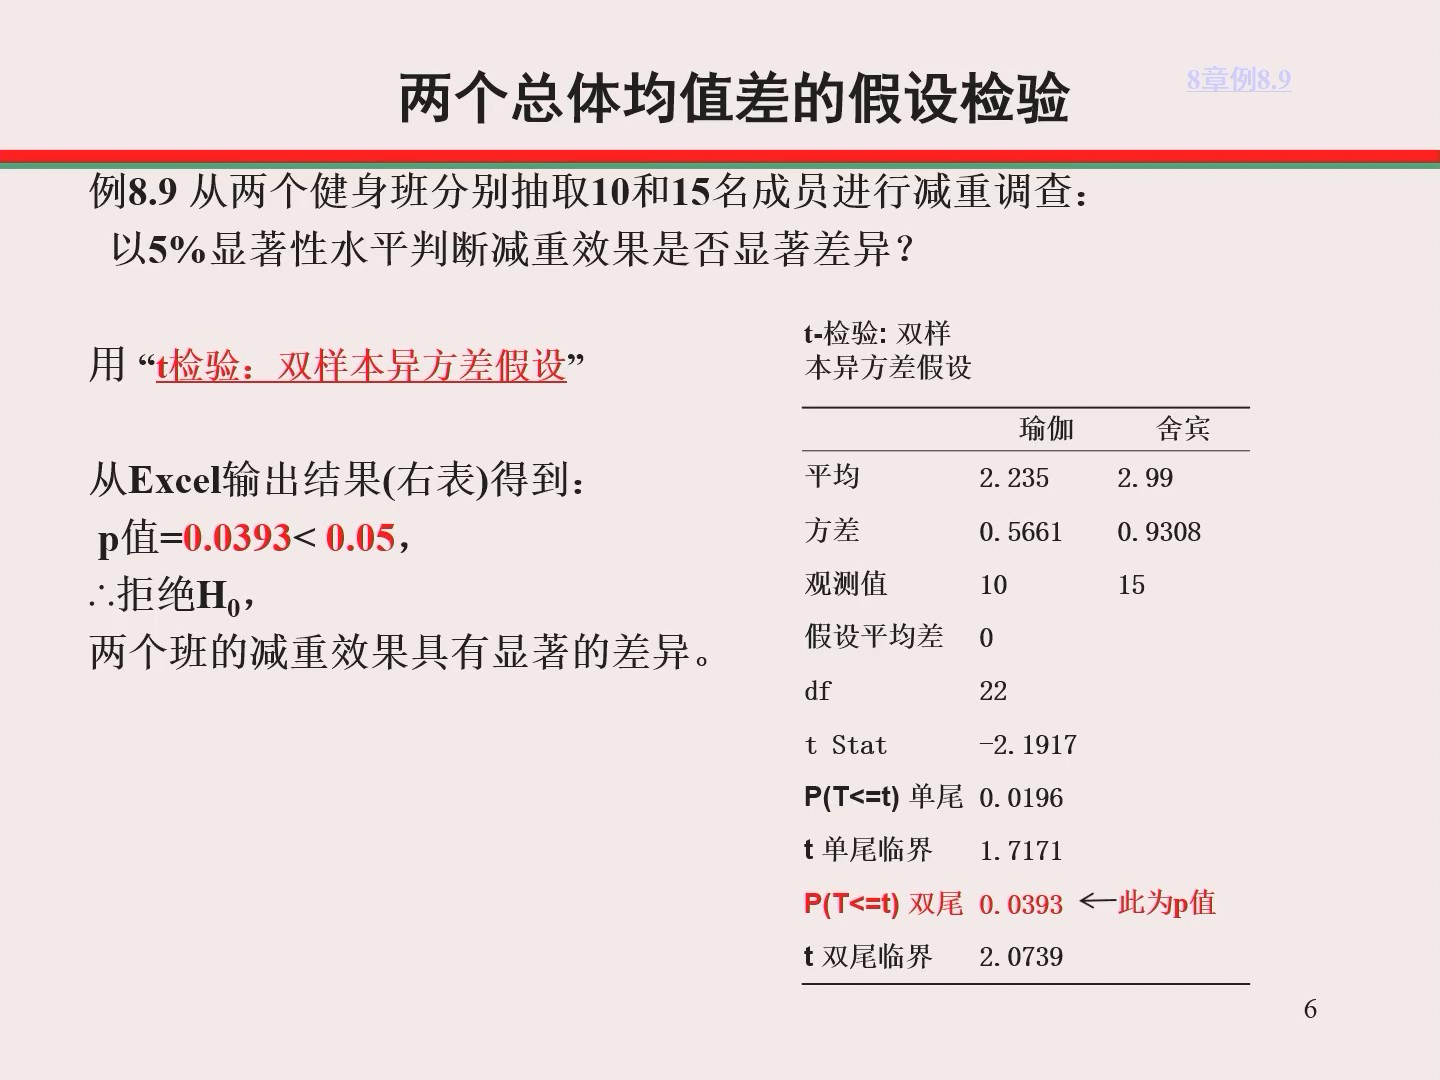 两个总体均值差的假设检验
8章例8.9
例8.9 从两个健身班分别抽取10和15名成员进行减重调查：
以5%显著性水平判断减重效果是否显著差异？
用 “t检验：双样本异方差假设”
从Excel输出结果(右表)得到：
p值=0.0393< 0.05，
∴拒绝H₀，
两个班的减重效果具有显著的差异。
t-检验: 双样
本异方差假设
瑜伽 舍宾
平均 2.235 2.99
方差 0.5661 0.9308
观测值 10 15
假设平均差 0
df 22
t Stat -2.1917
P(T<=t) 单尾 0.0196
t 单尾临界 1.7171
P(T<=t) 双尾 0.0393 ←此为p值
t 双尾临界 2.0739
6